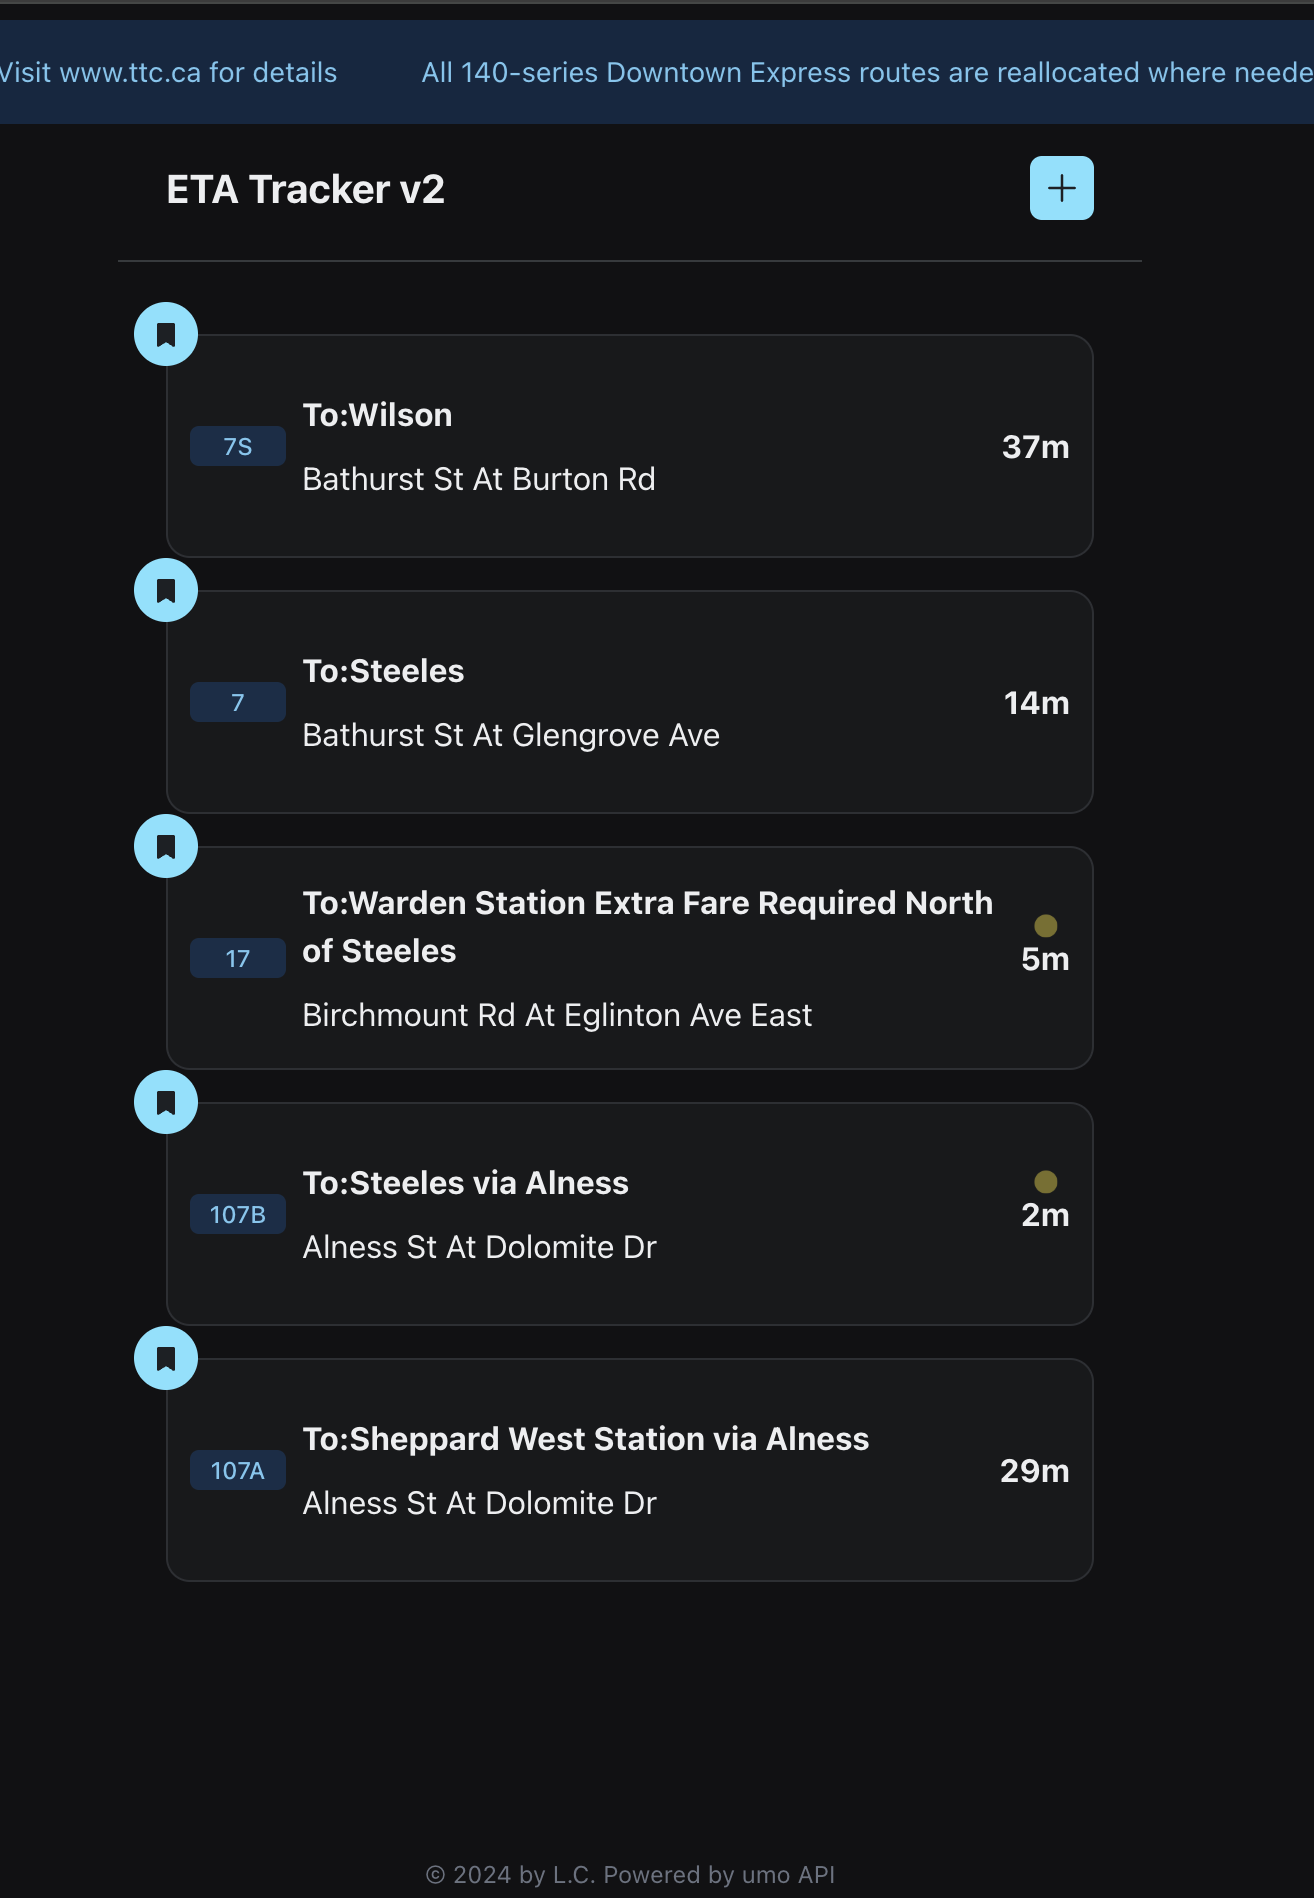 Visit www.ttc.ca for details All 140-series Downtown Express routes are reallocated where neede
ETA Tracker v2
To:Wilson
7S
37m
Bathurst St At Burton Rd
To:Steeles
7
14m
Bathurst St At Glengrove Ave
To:Warden Station Extra Fare Required North
of Steeles
17
5m
Birchmount Rd At Eglinton Ave East
To:Steeles via Alness
107B
2m
Alness St At Dolomite Dr
To:Sheppard West Station via Alness
107A
29m
Alness St At Dolomite Dr
© 2024 by L.C. Powered by umo API